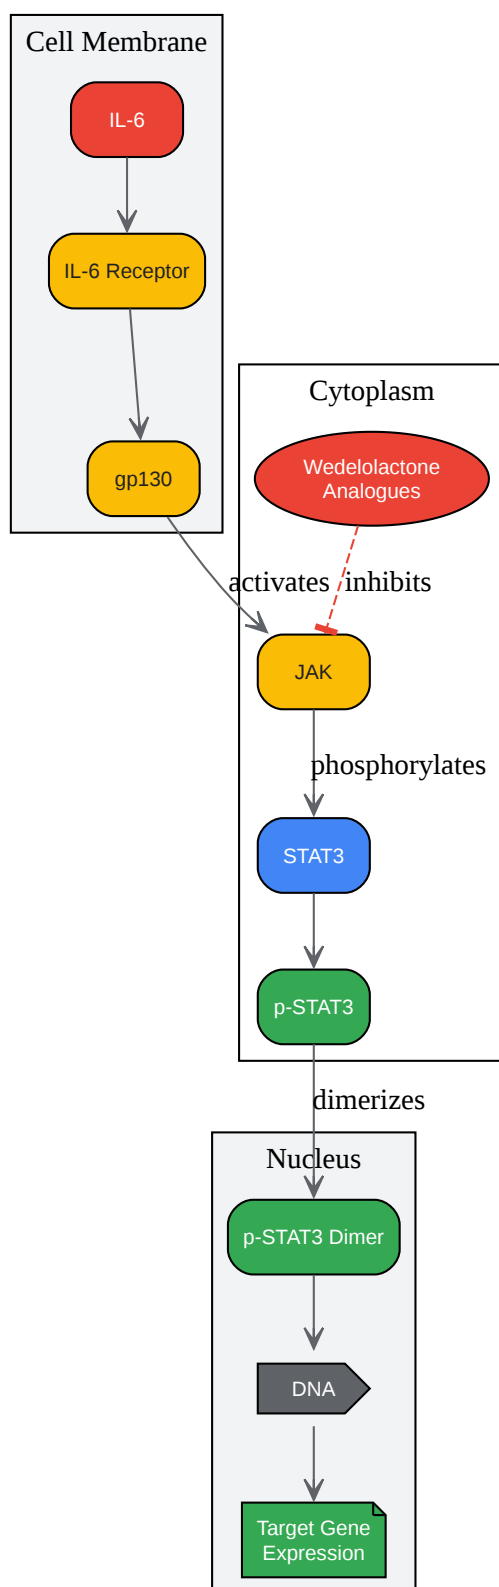 Cell Membrane
IL-6
IL-6 Receptor
gp130
Cytoplasm
Wedelolactone
Analogues
activates
inhibits
JAK
phosphorylates
STAT3
p-STAT3
dimerizes
Nucleus
p-STAT3 Dimer
DNA
Target Gene
Expression